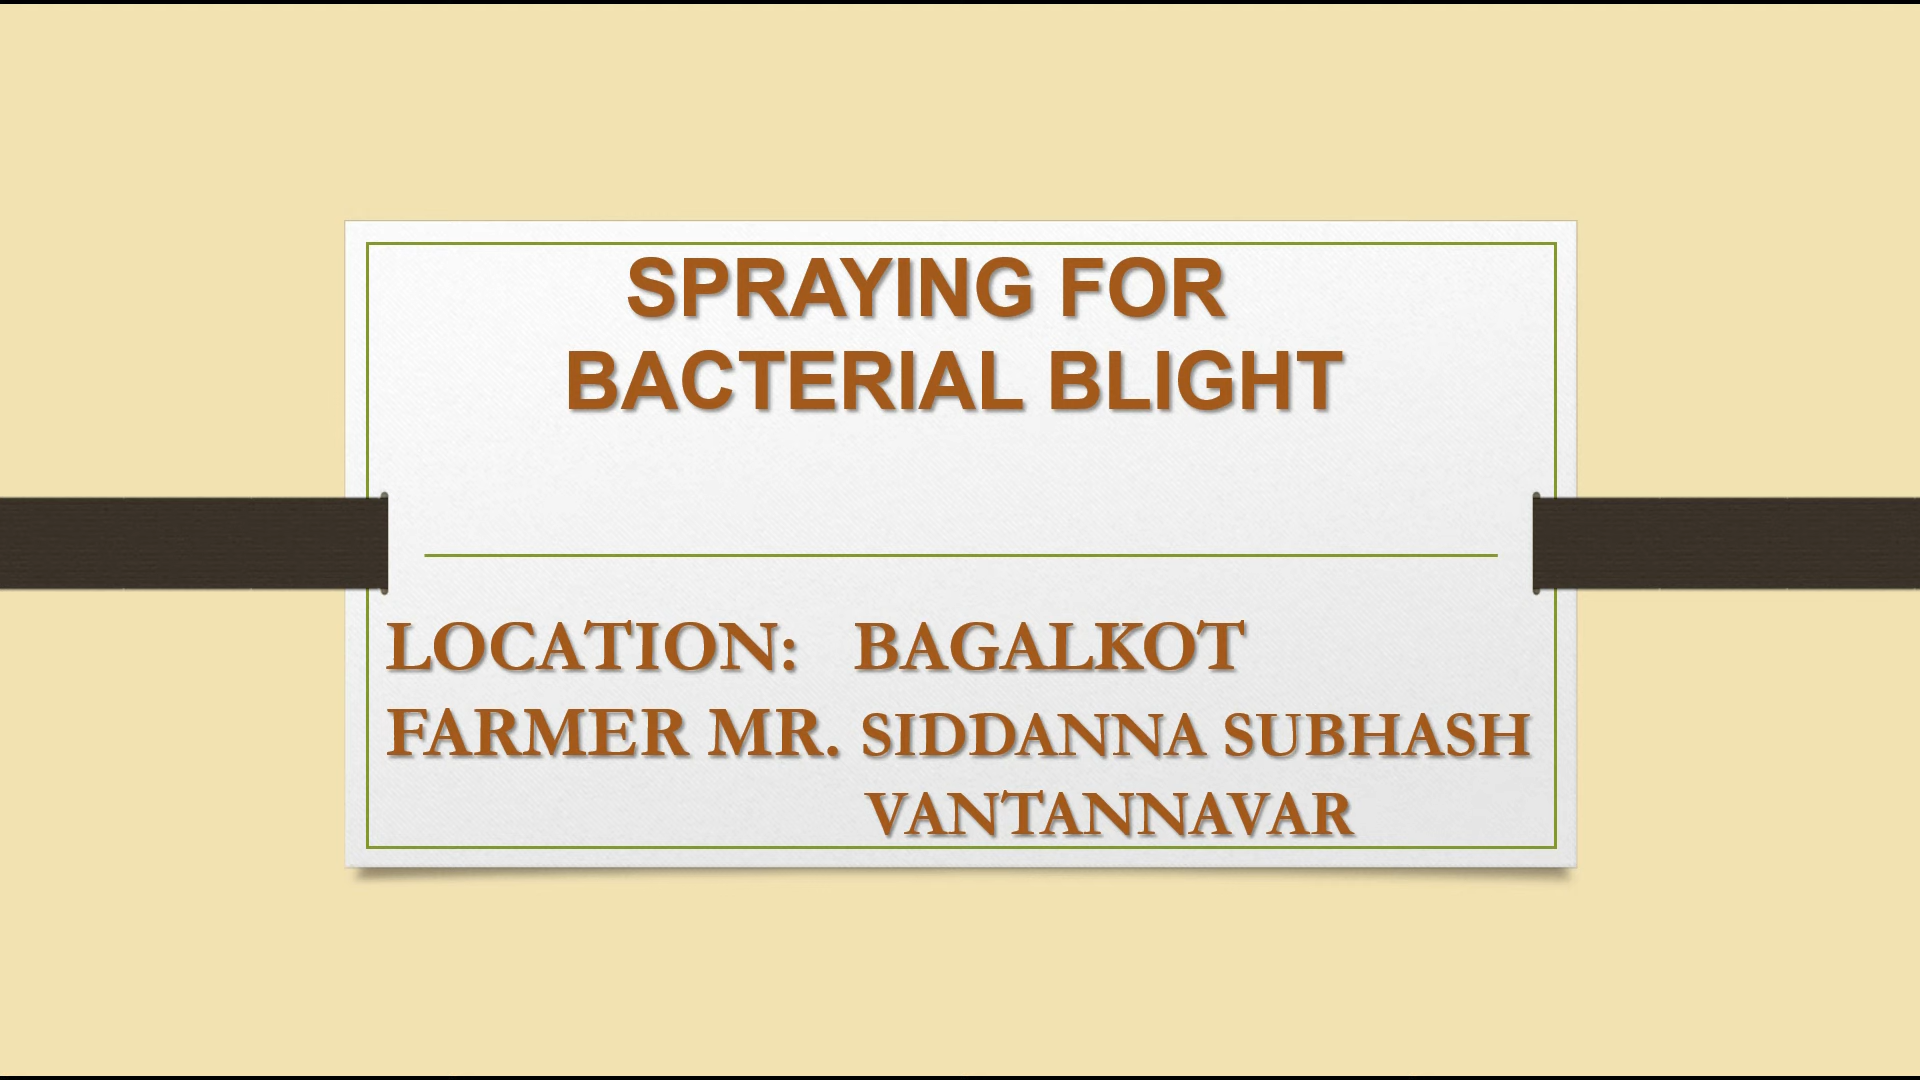 SPRAYING FOR
BACTERIAL BLIGHT
LOCATION: BAGALKOT
FARMER MR. SIDDANNA SUBHASH
VANTANNAVAR